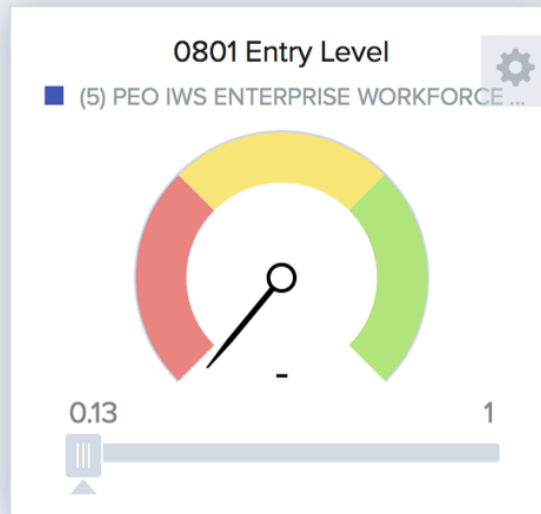 0801 Entry Level
(5) PEO IWS ENTERPRISE WORKFORCE ...
-
0.13 1